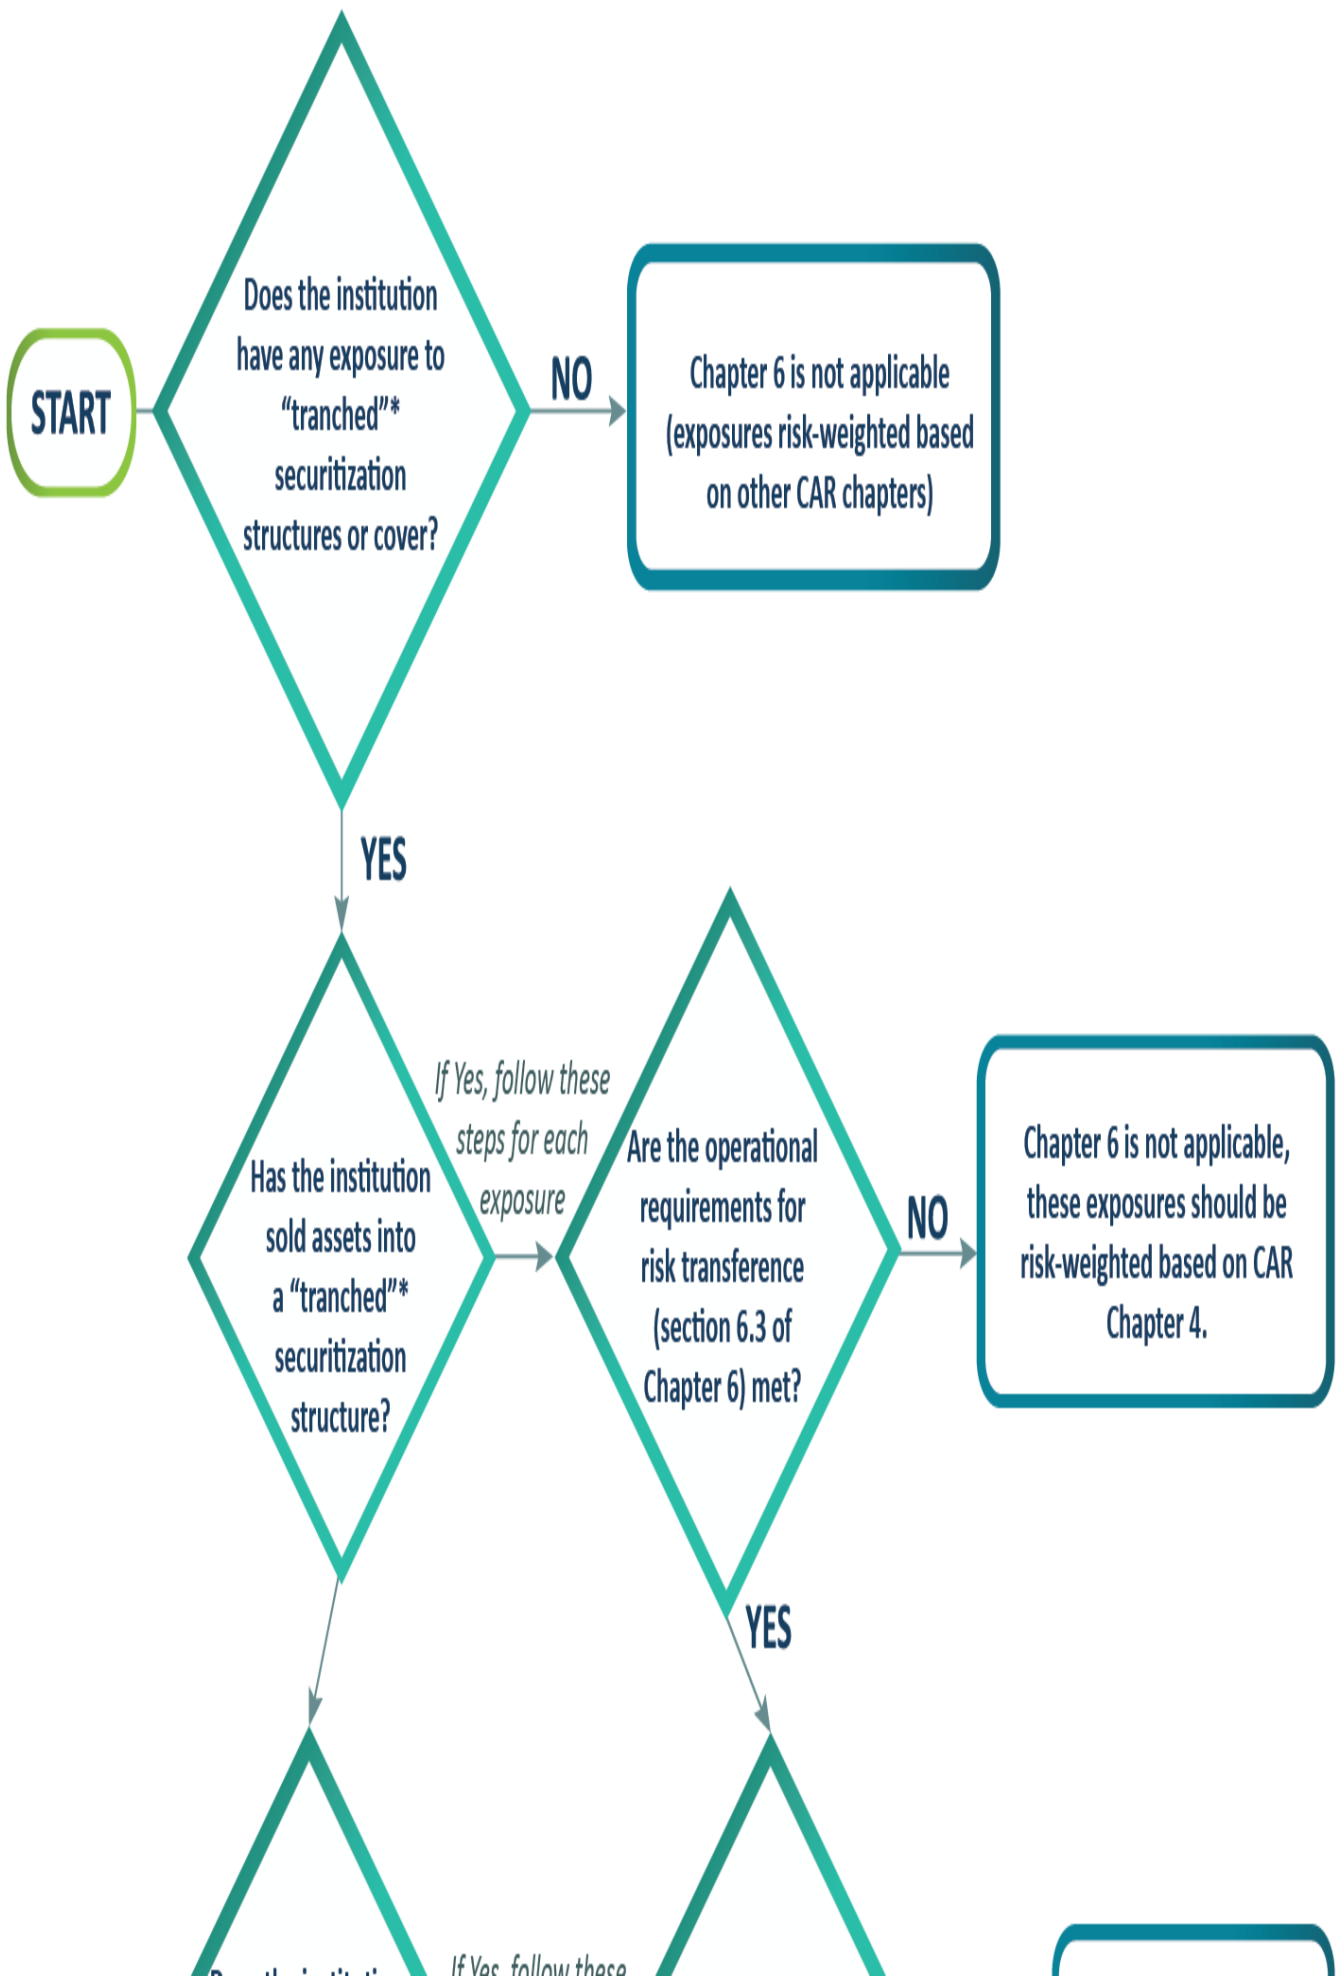 START
Does the institution
have any exposure to
“tranched”*
securitization
structures or cover?
NO
Chapter 6 is not applicable
(exposures risk-weighted based
on other CAR chapters)
YES
Has the institution
sold assets into
a “tranched”*
securitization
structure?
If Yes, follow these
steps for each
exposure
Are the operational
requirements for
risk transference
(section 6.3 of
Chapter 6) met?
NO
Chapter 6 is not applicable,
these exposures should be
risk-weighted based on CAR
Chapter 4.
YES
If Yes, follow these